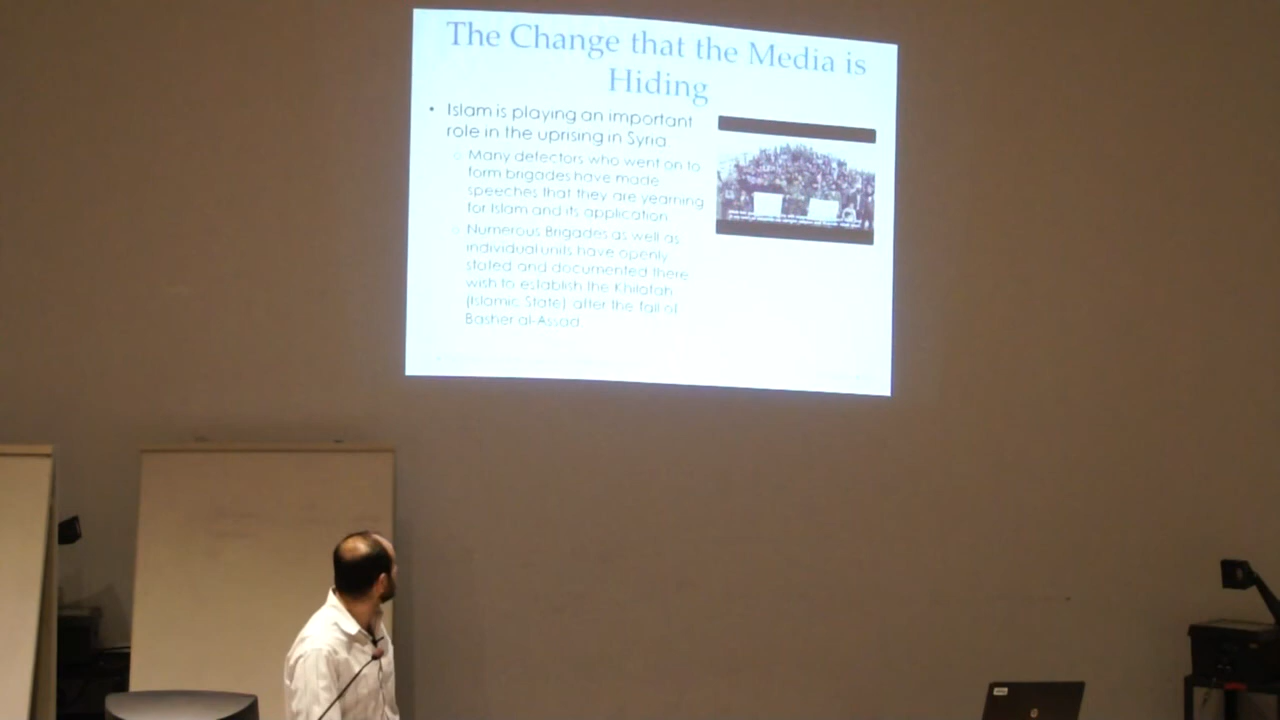 The Change that the Media is
Hiding
• Islam is playing an important
role in the uprising in Syria
○ Many defectors who went on to
form brigades have made
speeches that they are yearning
for Islam and its application
○ Numerous Brigades as well as
individual units have openly
stated and documented there
wish to establish the Khilafah
(Islamic State) after the fall of
Basher al-Assad